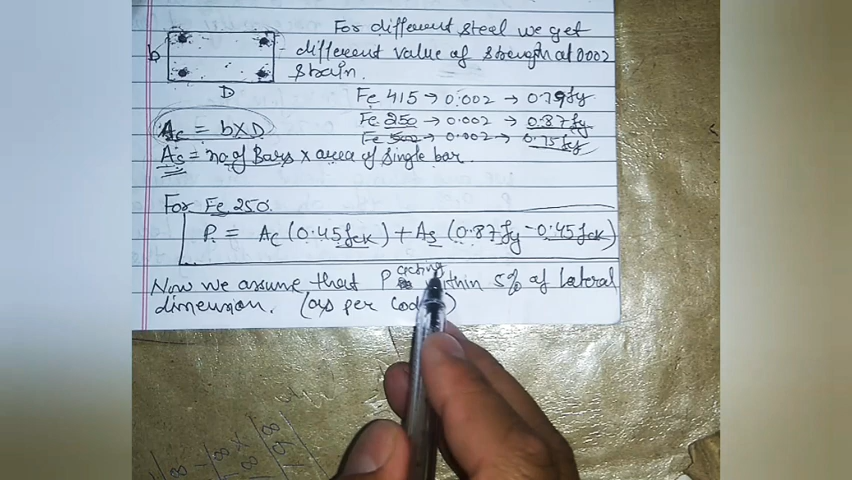 For different steel we get
different value of strength at 0.002
strain.
b
D
Fe 415 → 0.002 → 0.79fy
Fe 250 → 0.002 → 0.87fy
Fe 500 → 0.002 → 0.75fy
Ac = b x D
As = no of Bars x area of single bar.
For Fe 250.
P = Ac (0.45fck) + As (0.87fy - 0.45fck)
Now we assume that P acting within 5% of Lateral
dimension. (as per code)